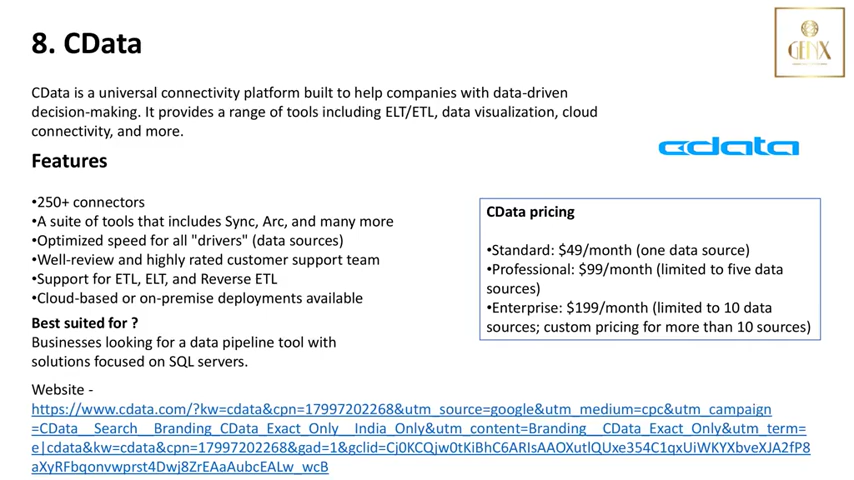 8. CData
GENX
CData is a universal connectivity platform built to help companies with data-driven
decision-making. It provides a range of tools including ELT/ETL, data visualization, cloud
connectivity, and more.
cdata
Features
•250+ connectors
•A suite of tools that includes Sync, Arc, and many more
•Optimized speed for all "drivers" (data sources)
•Well-review and highly rated customer support team
•Support for ETL, ELT, and Reverse ETL
•Cloud-based or on-premise deployments available
CData pricing
•Standard: $49/month (one data source)
•Professional: $99/month (limited to five data
sources)
•Enterprise: $199/month (limited to 10 data
sources; custom pricing for more than 10 sources)
Best suited for ?
Businesses looking for a data pipeline tool with
solutions focused on SQL servers.
Website -
https://www.cdata.com/?kw=cdata&cpn=17997202268&utm_source=google&utm_medium=cpc&utm_campaign
=CData__Search__Branding_CData_Exact_Only__India_Only&utm_content=Branding__CData_Exact_Only&utm_term=
e|cdata&kw=cdata&cpn=17997202268&gad=1&gclid=Cj0KCQjw0tKiBhC6ARIsAAOXutlQUxe354C1qxUiWKYXbveXJA2fP8
aXyRFbqonvwprst4Dwj8ZrEAaAubcEALw_wcB